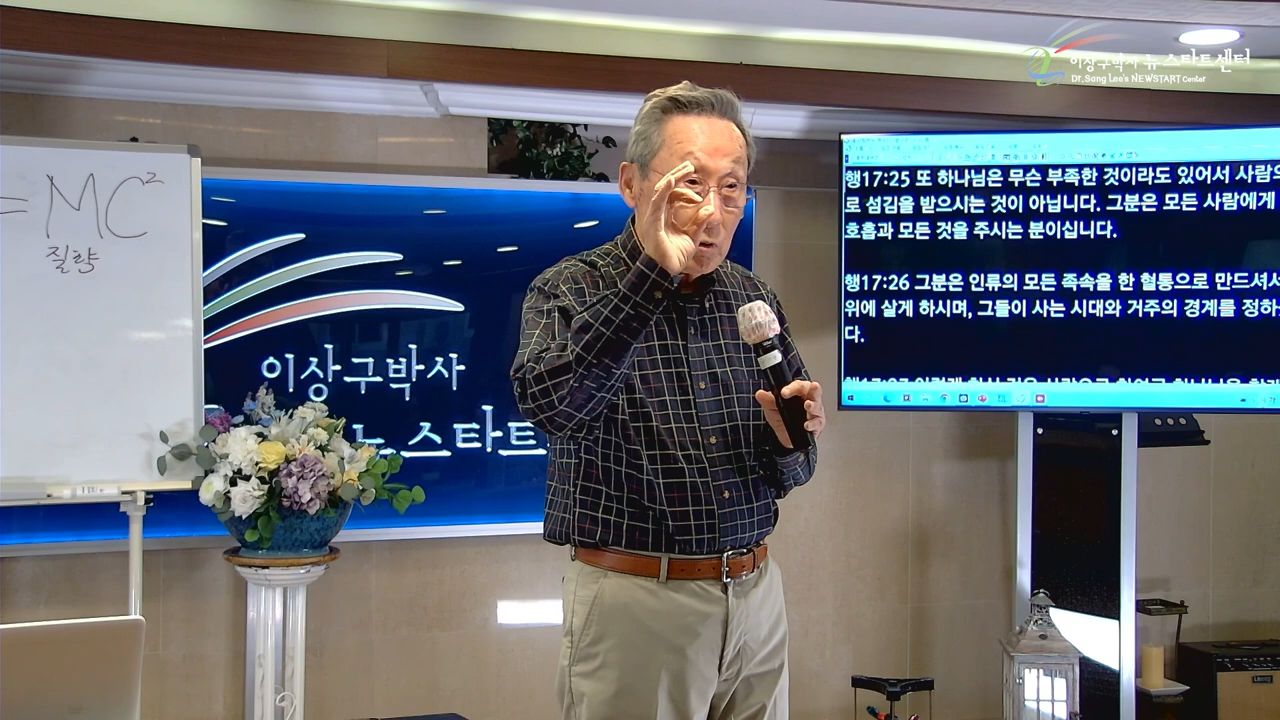 이상구박사 뉴스타트센터
Dr. Sang Lee's NEWSTART Center
= MC²
질량
이상구박사
뉴스타트
행17:25 또 하나님은 무슨 부족한 것이라도 있어서 사람의
로 섬김을 받으시는 것이 아닙니다. 그분은 모든 사람에게
호흡과 모든 것을 주시는 분이십니다.
행17:26 그분은 인류의 모든 족속을 한 혈통으로 만드셔서
위에 살게 하시며, 그들이 사는 시대와 거주의 경계를 정하
다.